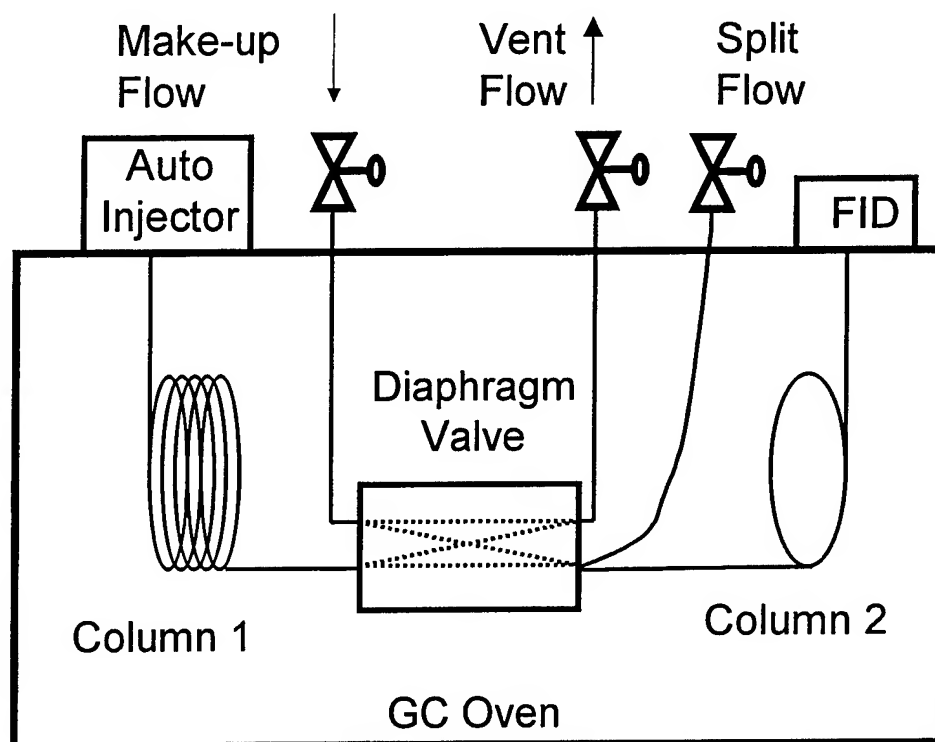 Make-up
Flow
Vent
Flow
Split
Flow
Auto
Injector
FID
Diaphragm
Valve
Column 1
Column 2
GC Oven